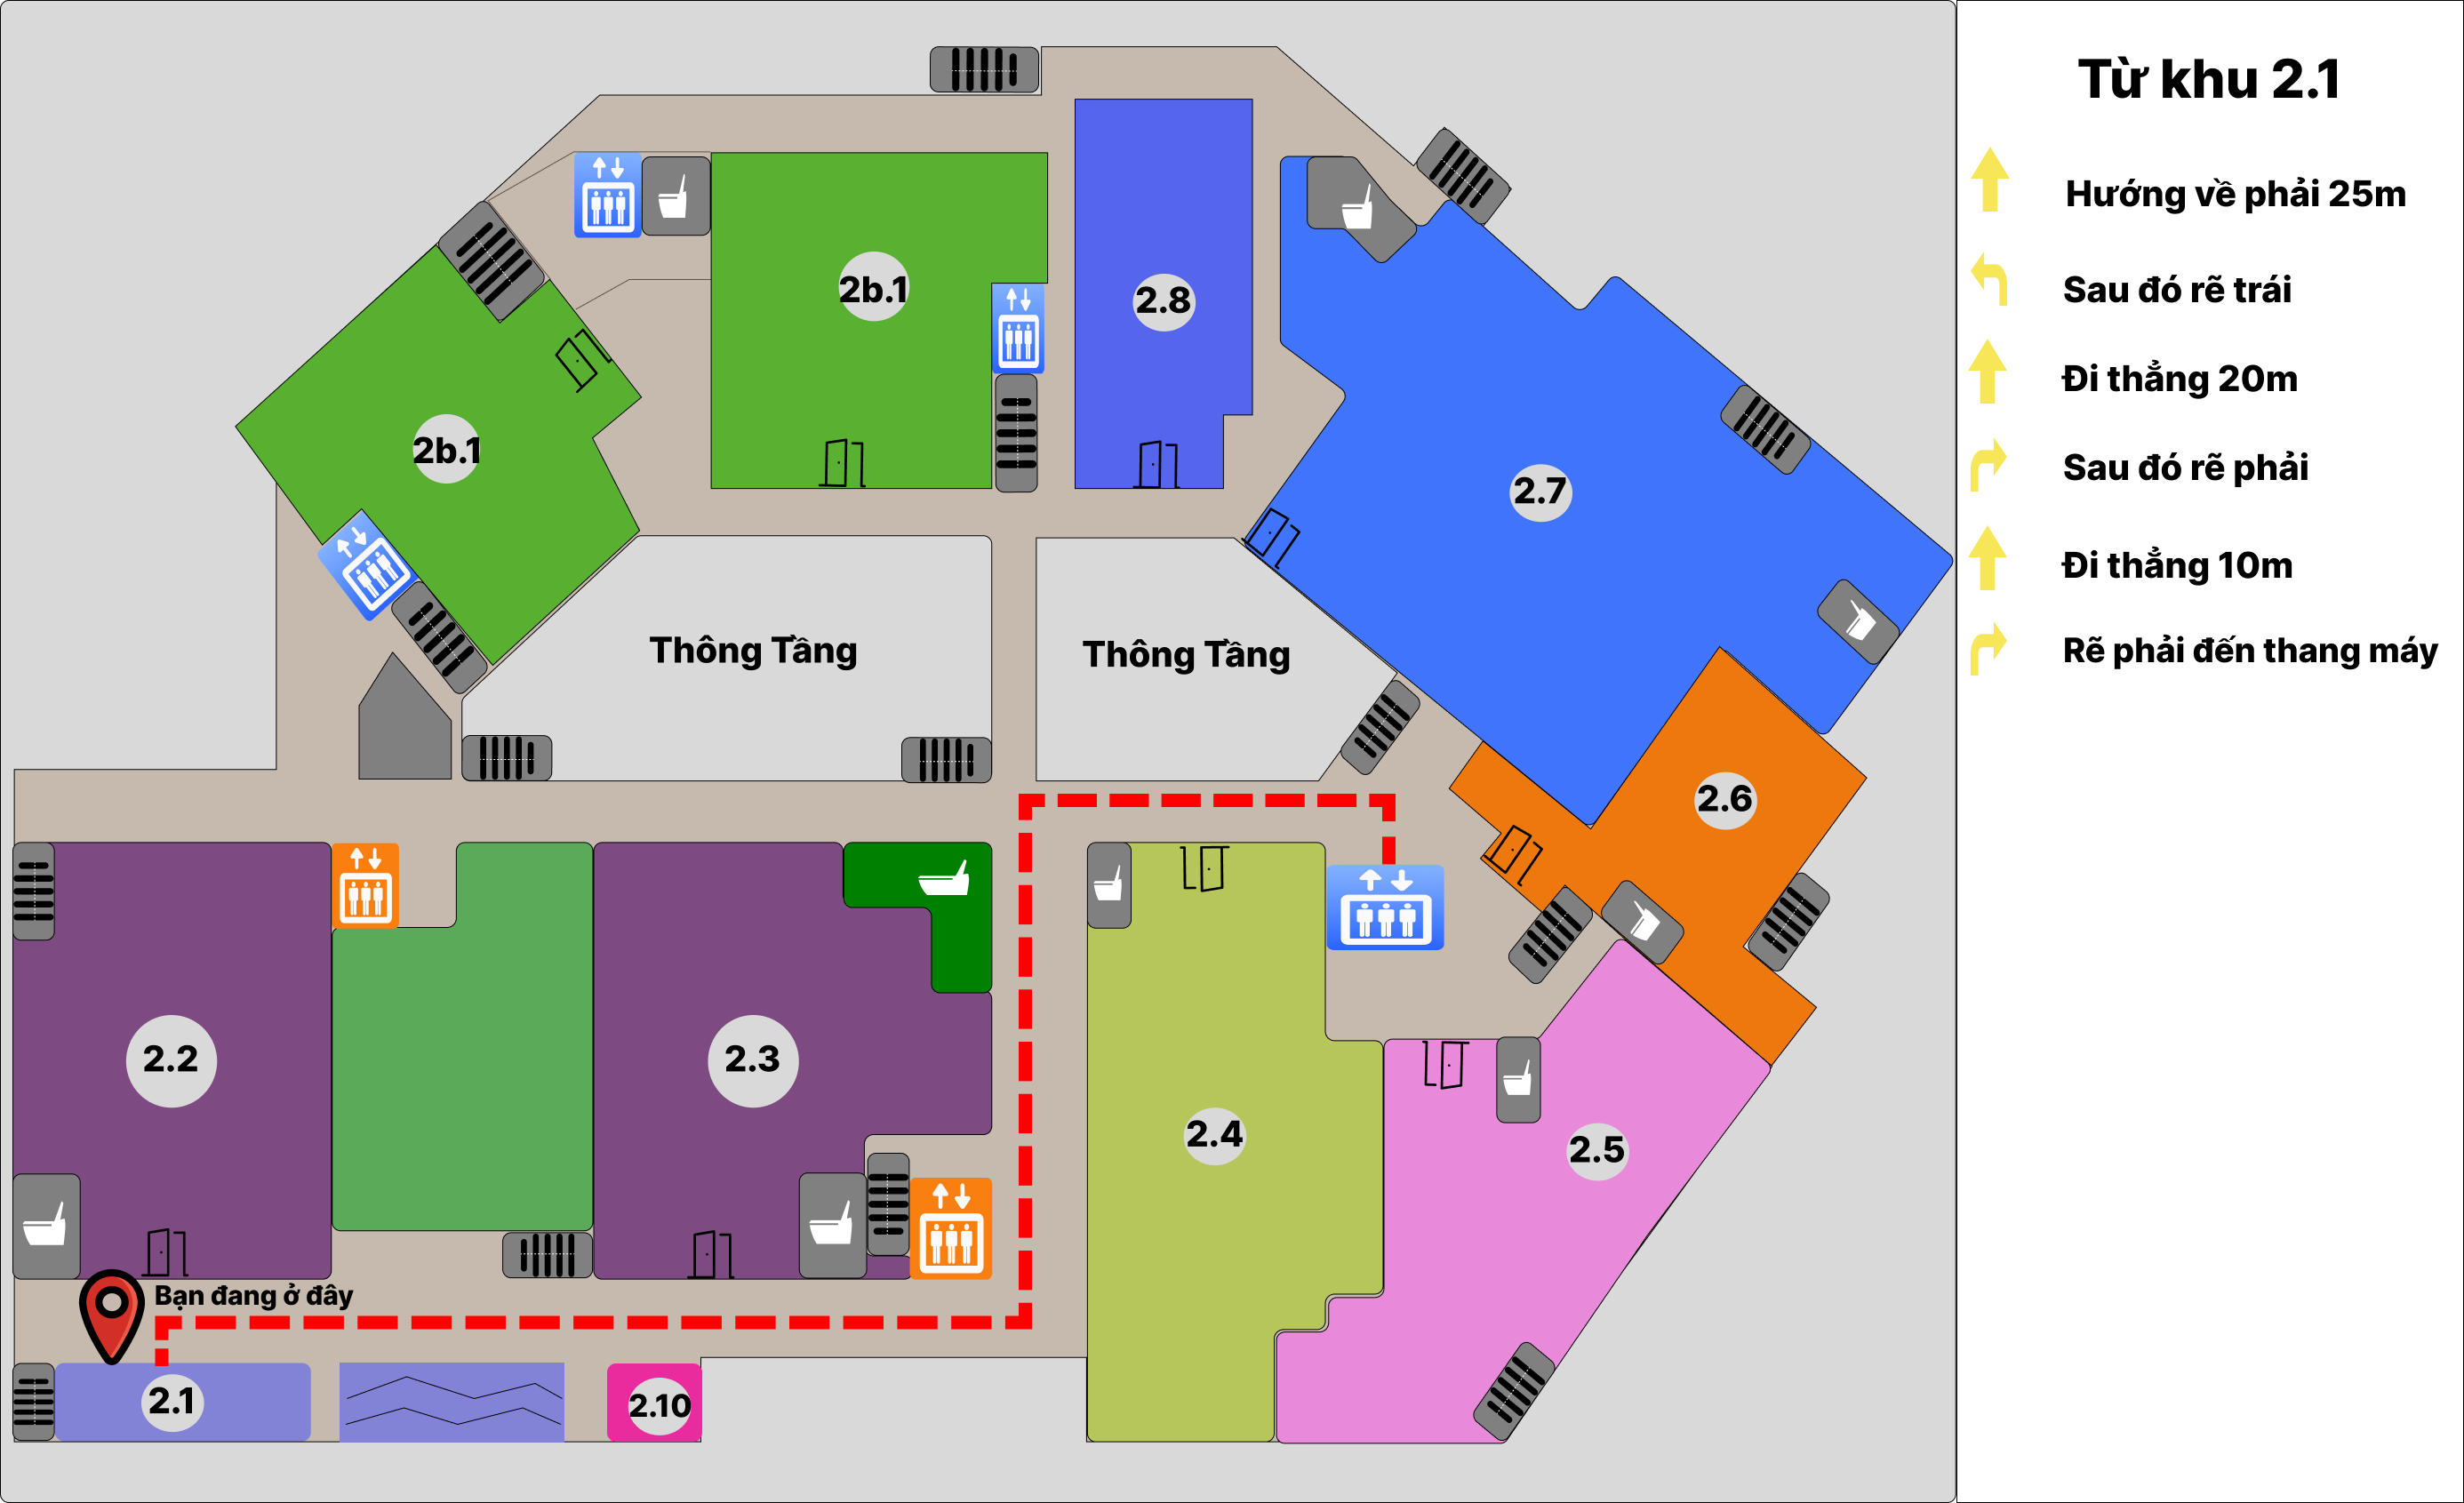 Từ khu 2.1
Hướng về phải 25m
Sau đó rẽ trái
Đi thẳng 20m
Sau đó rẽ phải
Đi thẳng 10m
Rẽ phải đến thang máy
2b.1
2.8
2b.1
2.7
Thông Tầng
Thông Tầng
2.6
2.2
2.3
2.4
2.5
Bạn đang ở đây
2.1
2.10